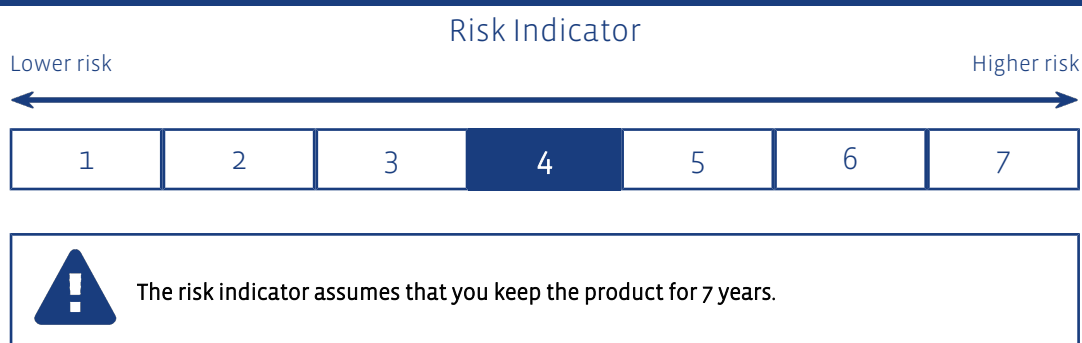 Risk Indicator
Lower risk Higher risk
1 2 3 4 5 6 7
The risk indicator assumes that you keep the product for 7 years.